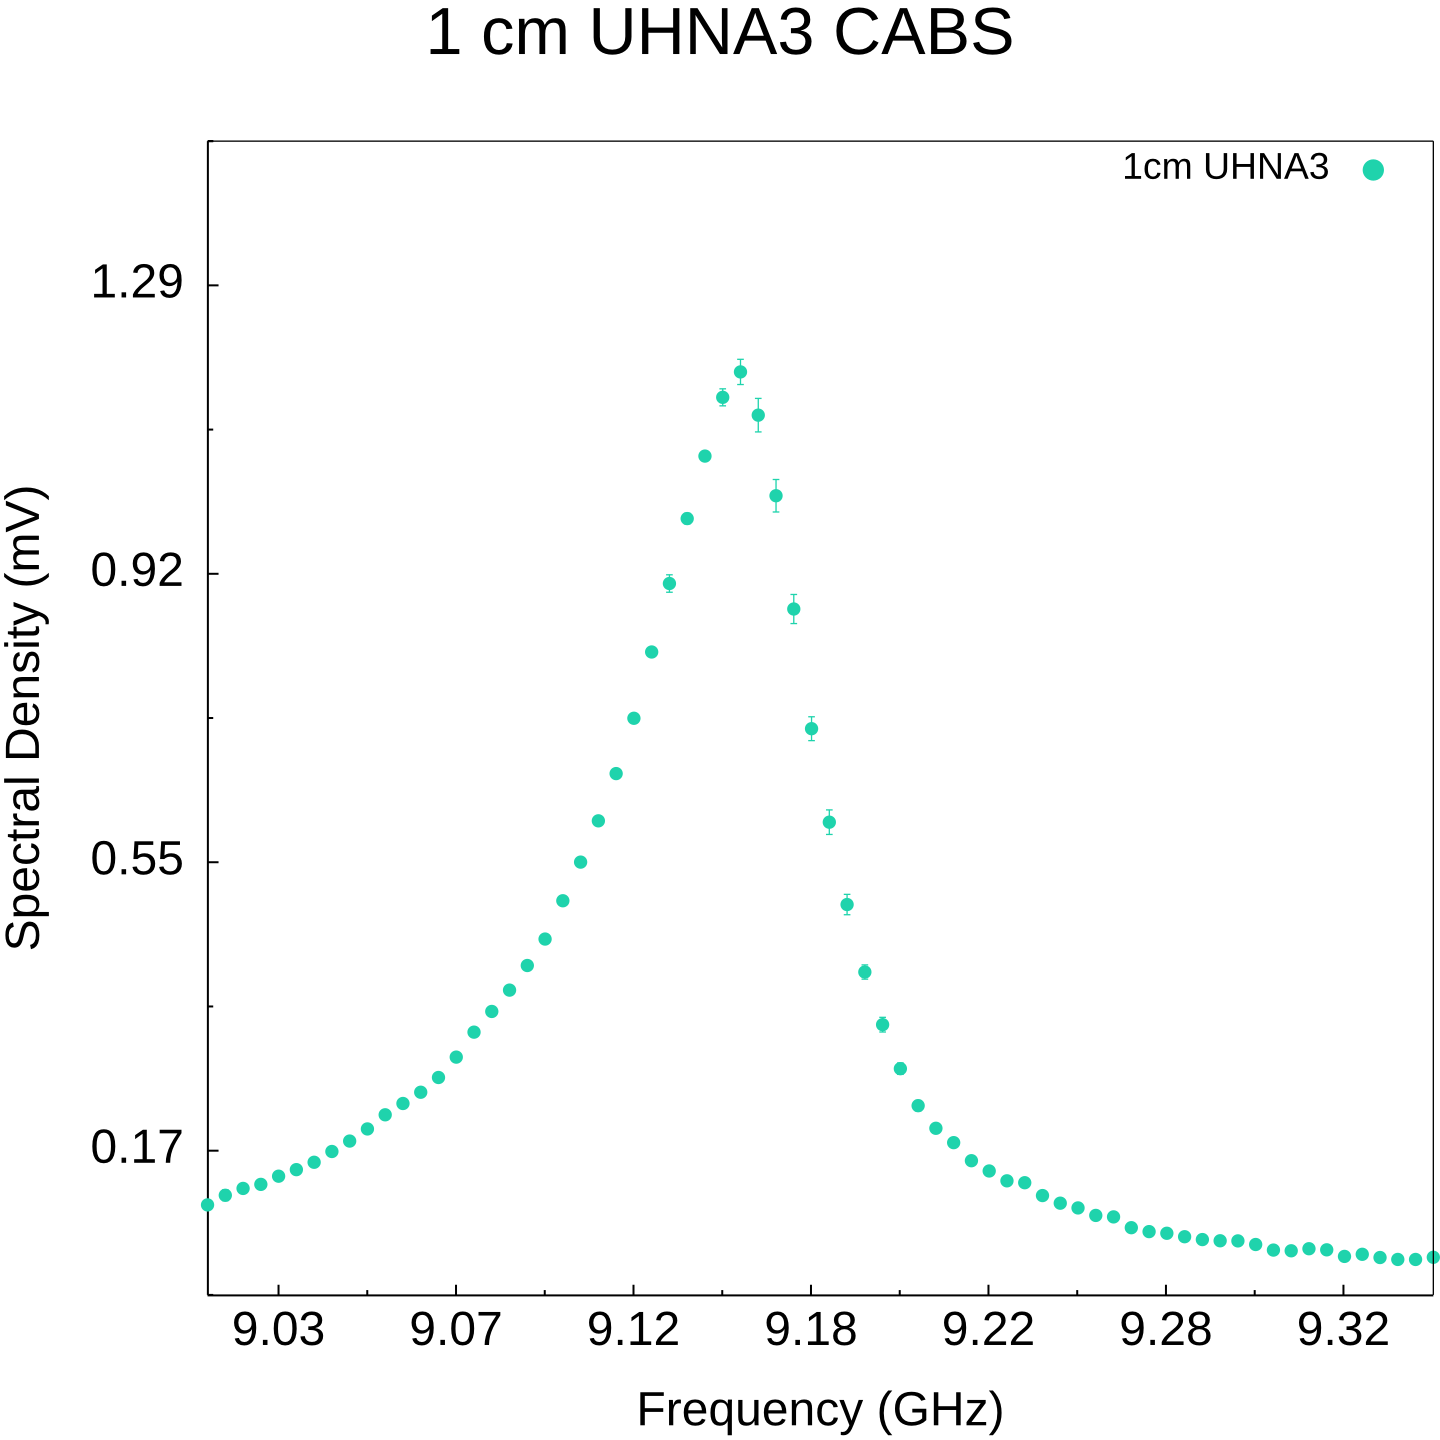 1 cm UHNA3 CABS
1cm UHNA3
1.29
0.92
0.55
0.17
Spectral Density (mV)
9.03 9.07 9.12 9.18 9.22 9.28 9.32
Frequency (GHz)